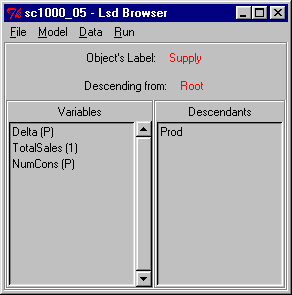 sc1000_05 - Lsd Browser
File Model Data Run
Object's Label: Supply
Descending from: Root
Variables Descendants
Delta (P) Prod
TotalSales (1)
NumCons (P)